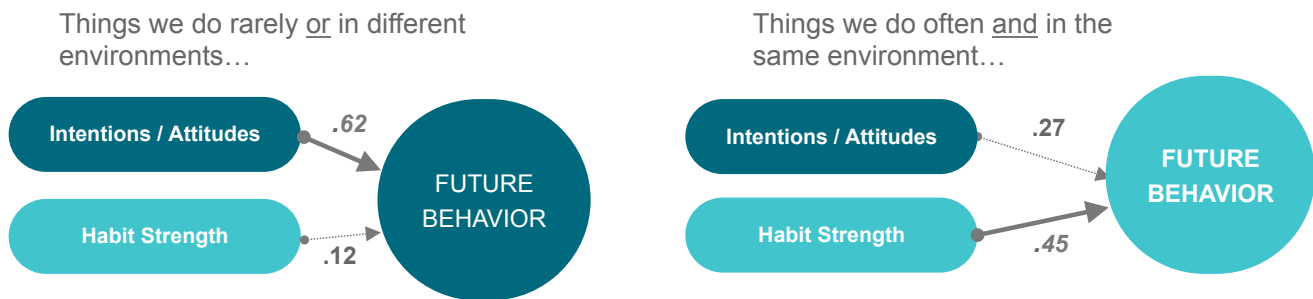 Things we do rarely or in different
environments…
Intentions / Attitudes
.62
Habit Strength
.12
FUTURE
BEHAVIOR
Things we do often and in the
same environment…
Intentions / Attitudes
.27
Habit Strength
.45
FUTURE
BEHAVIOR